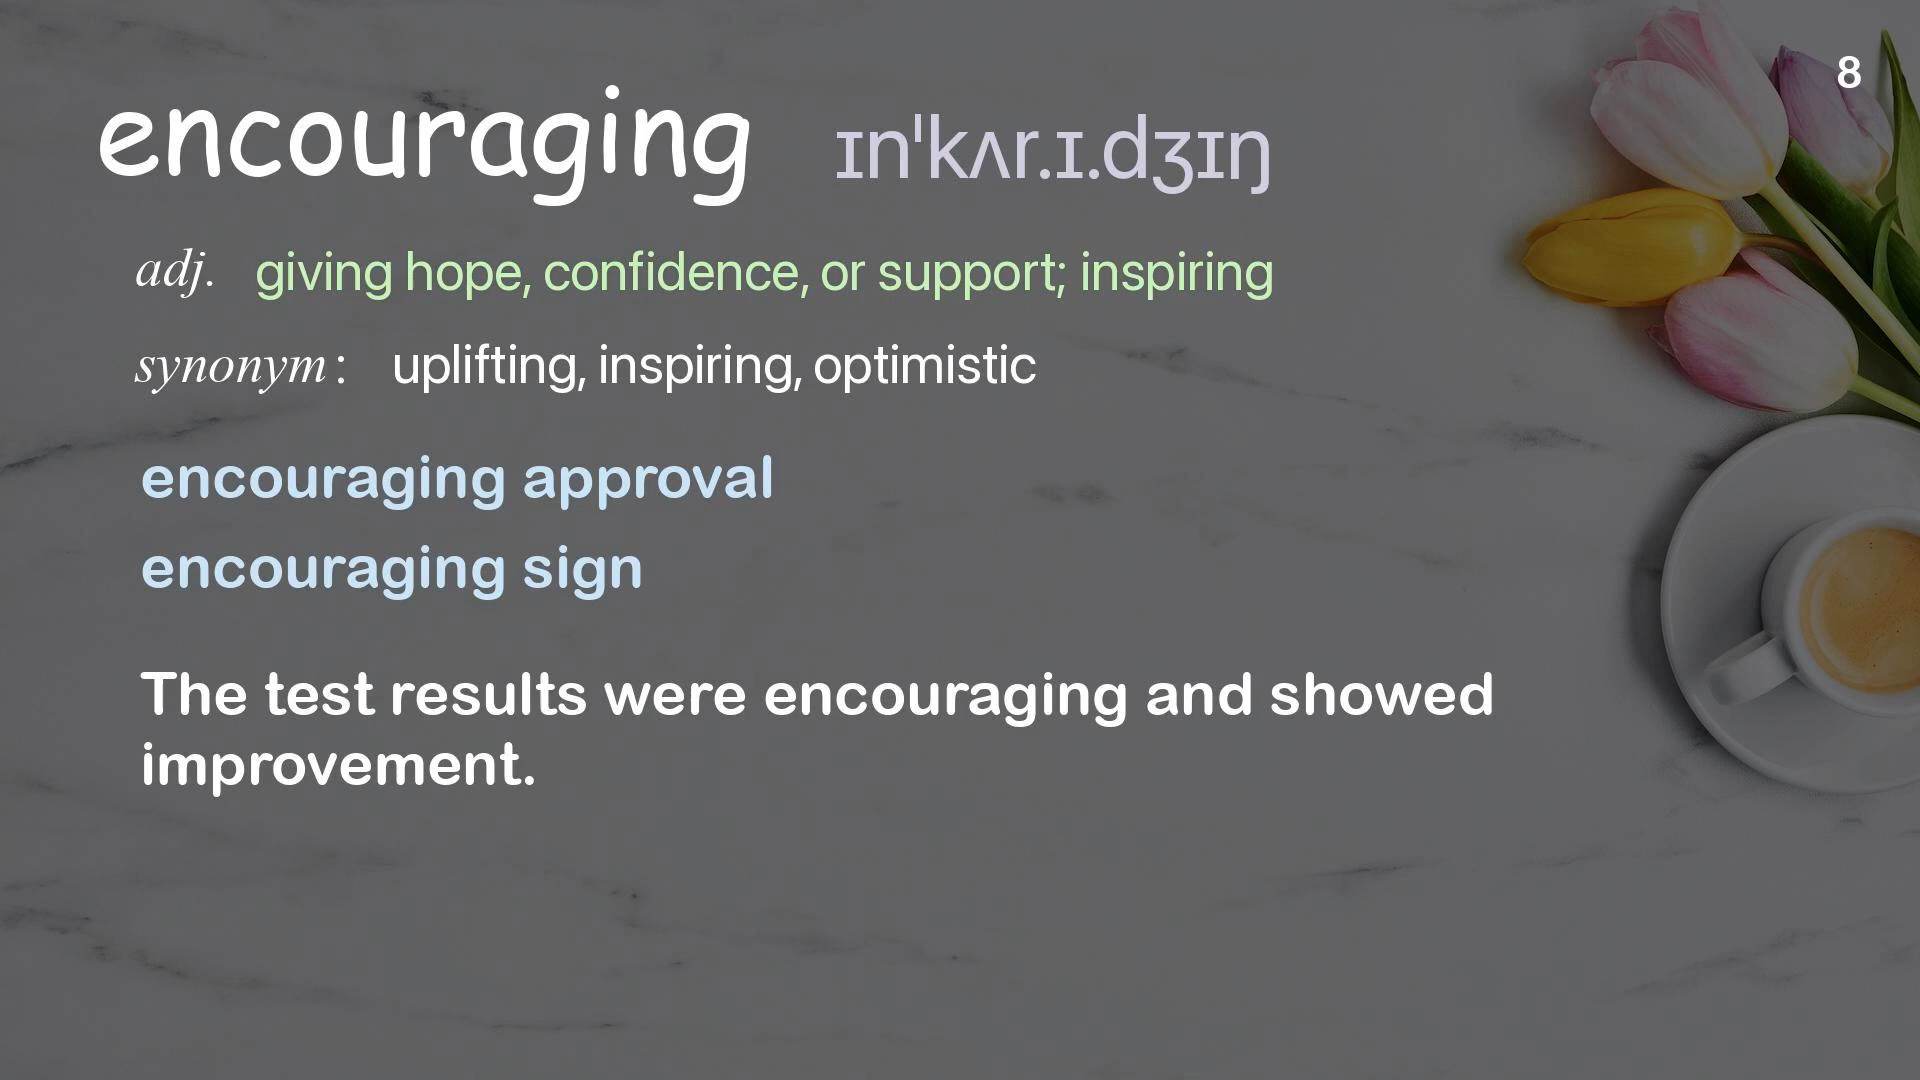 8
encouraging ɪnˈkʌr.ɪ.dʒɪŋ
adj. giving hope, confidence, or support; inspiring
synonym: uplifting, inspiring, optimistic
encouraging approval
encouraging sign
The test results were encouraging and showed
improvement.